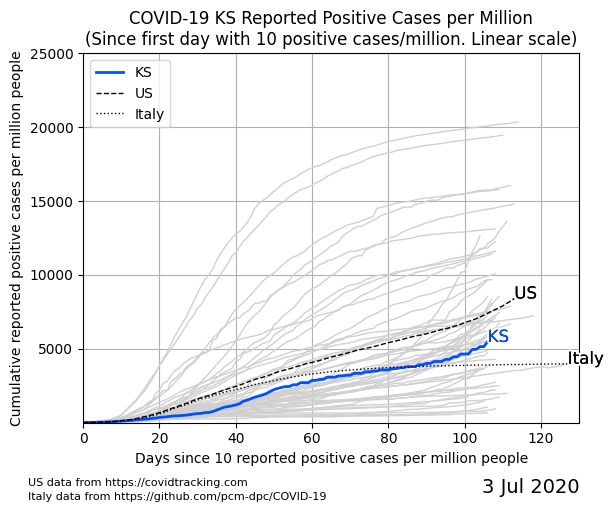 COVID-19 KS Reported Positive Cases per Million
(Since first day with 10 positive cases/million. Linear scale)
Cumulative reported positive cases per million people
25000
20000
15000
10000
5000
KS
US
Italy
US
KS
Italy
0
20
40
60
80
100
120
Days since 10 reported positive cases per million people
US data from https://covidtracking.com
Italy data from https://github.com/pcm-dpc/COVID-19
3 Jul 2020